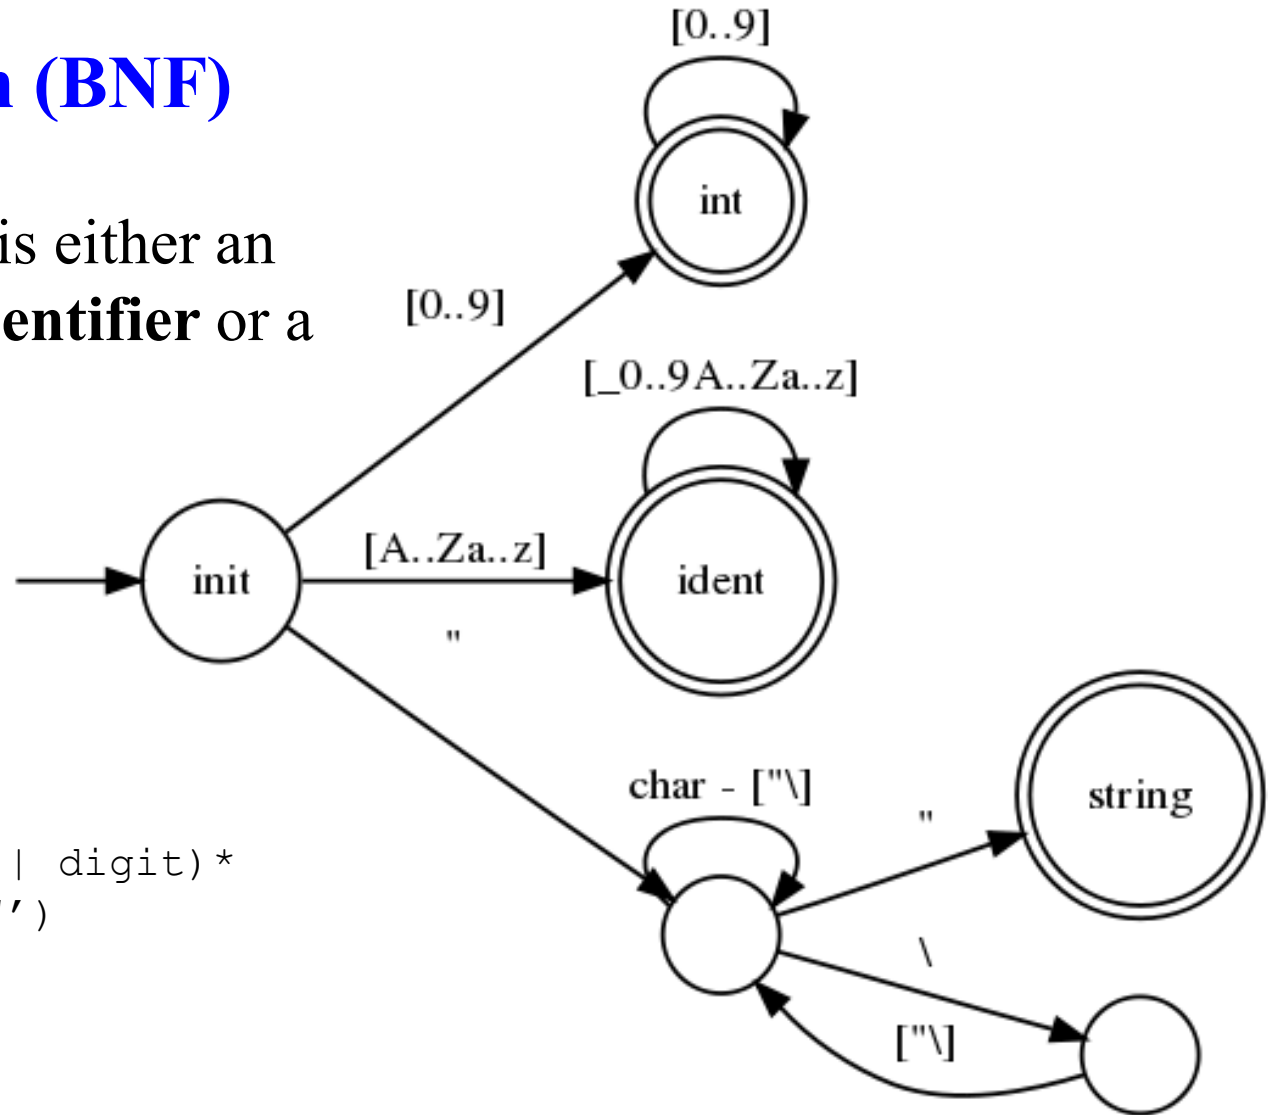 (BNF)
is either an
entifier or a
| digit)*
')
[0..9]
int
[0..9]
[_0..9A..Za..z]
init
[A..Za..z]
ident
"
char - ["\]
"
string
\
["\]